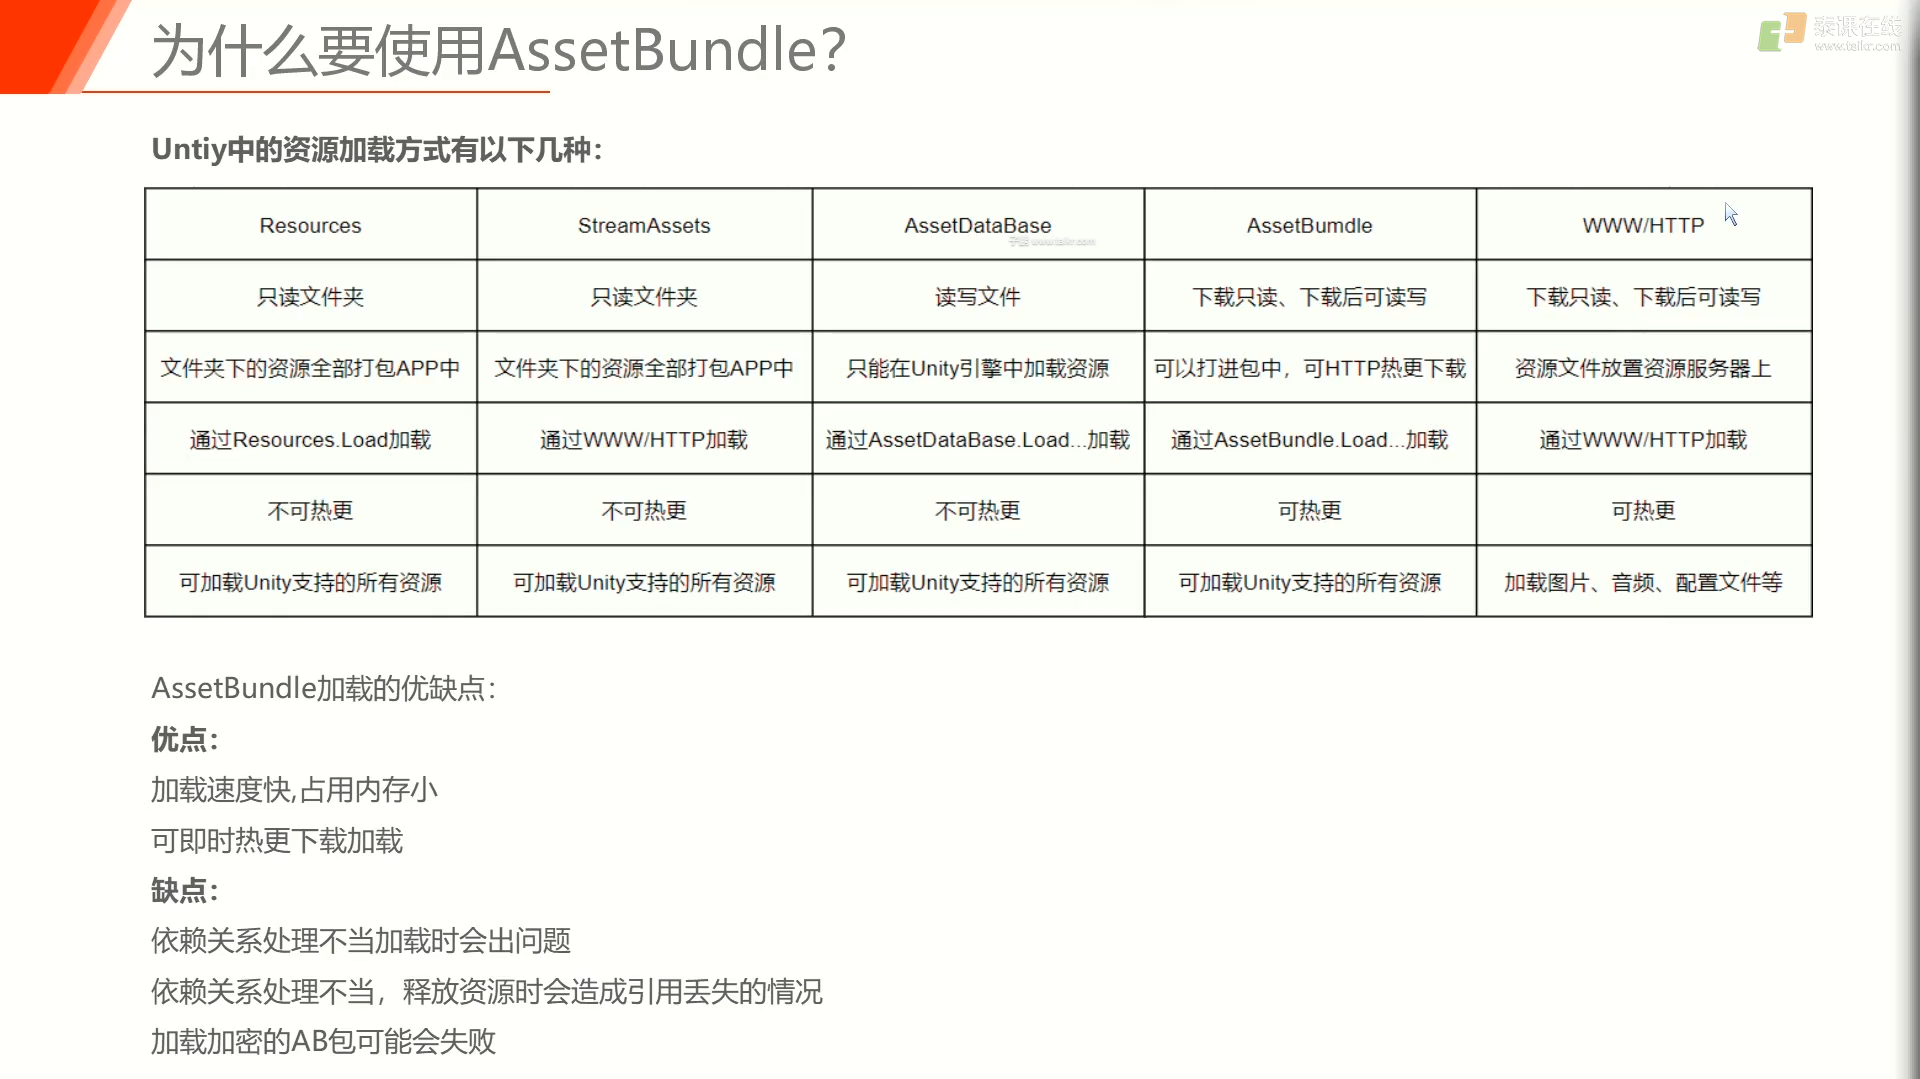 为什么要使用AssetBundle？
泰课在线
www.taikr.com
Untiy中的资源加载方式有以下几种：
Resources StreamAssets AssetDataBase AssetBumdle WWW/HTTP
www.taikr.com
只读文件夹 只读文件夹 读写文件 下载只读、下载后可读写 下载只读、下载后可读写
文件夹下的资源全部打包APP中 文件夹下的资源全部打包APP中 只能在Unity引擎中加载资源 可以打进包中，可HTTP热更下载 资源文件放置资源服务器上
通过Resources.Load加载 通过WWW/HTTP加载 通过AssetDataBase.Load...加载 通过AssetBundle.Load...加载 通过WWW/HTTP加载
不可热更 不可热更 不可热更 可热更 可热更
可加载Unity支持的所有资源 可加载Unity支持的所有资源 可加载Unity支持的所有资源 可加载Unity支持的所有资源 加载图片、音频、配置文件等
AssetBundle加载的优缺点：
优点：
加载速度快,占用内存小
可即时热更下载加载
缺点：
依赖关系处理不当加载时会出问题
依赖关系处理不当，释放资源时会造成引用丢失的情况
加载加密的AB包可能会失败